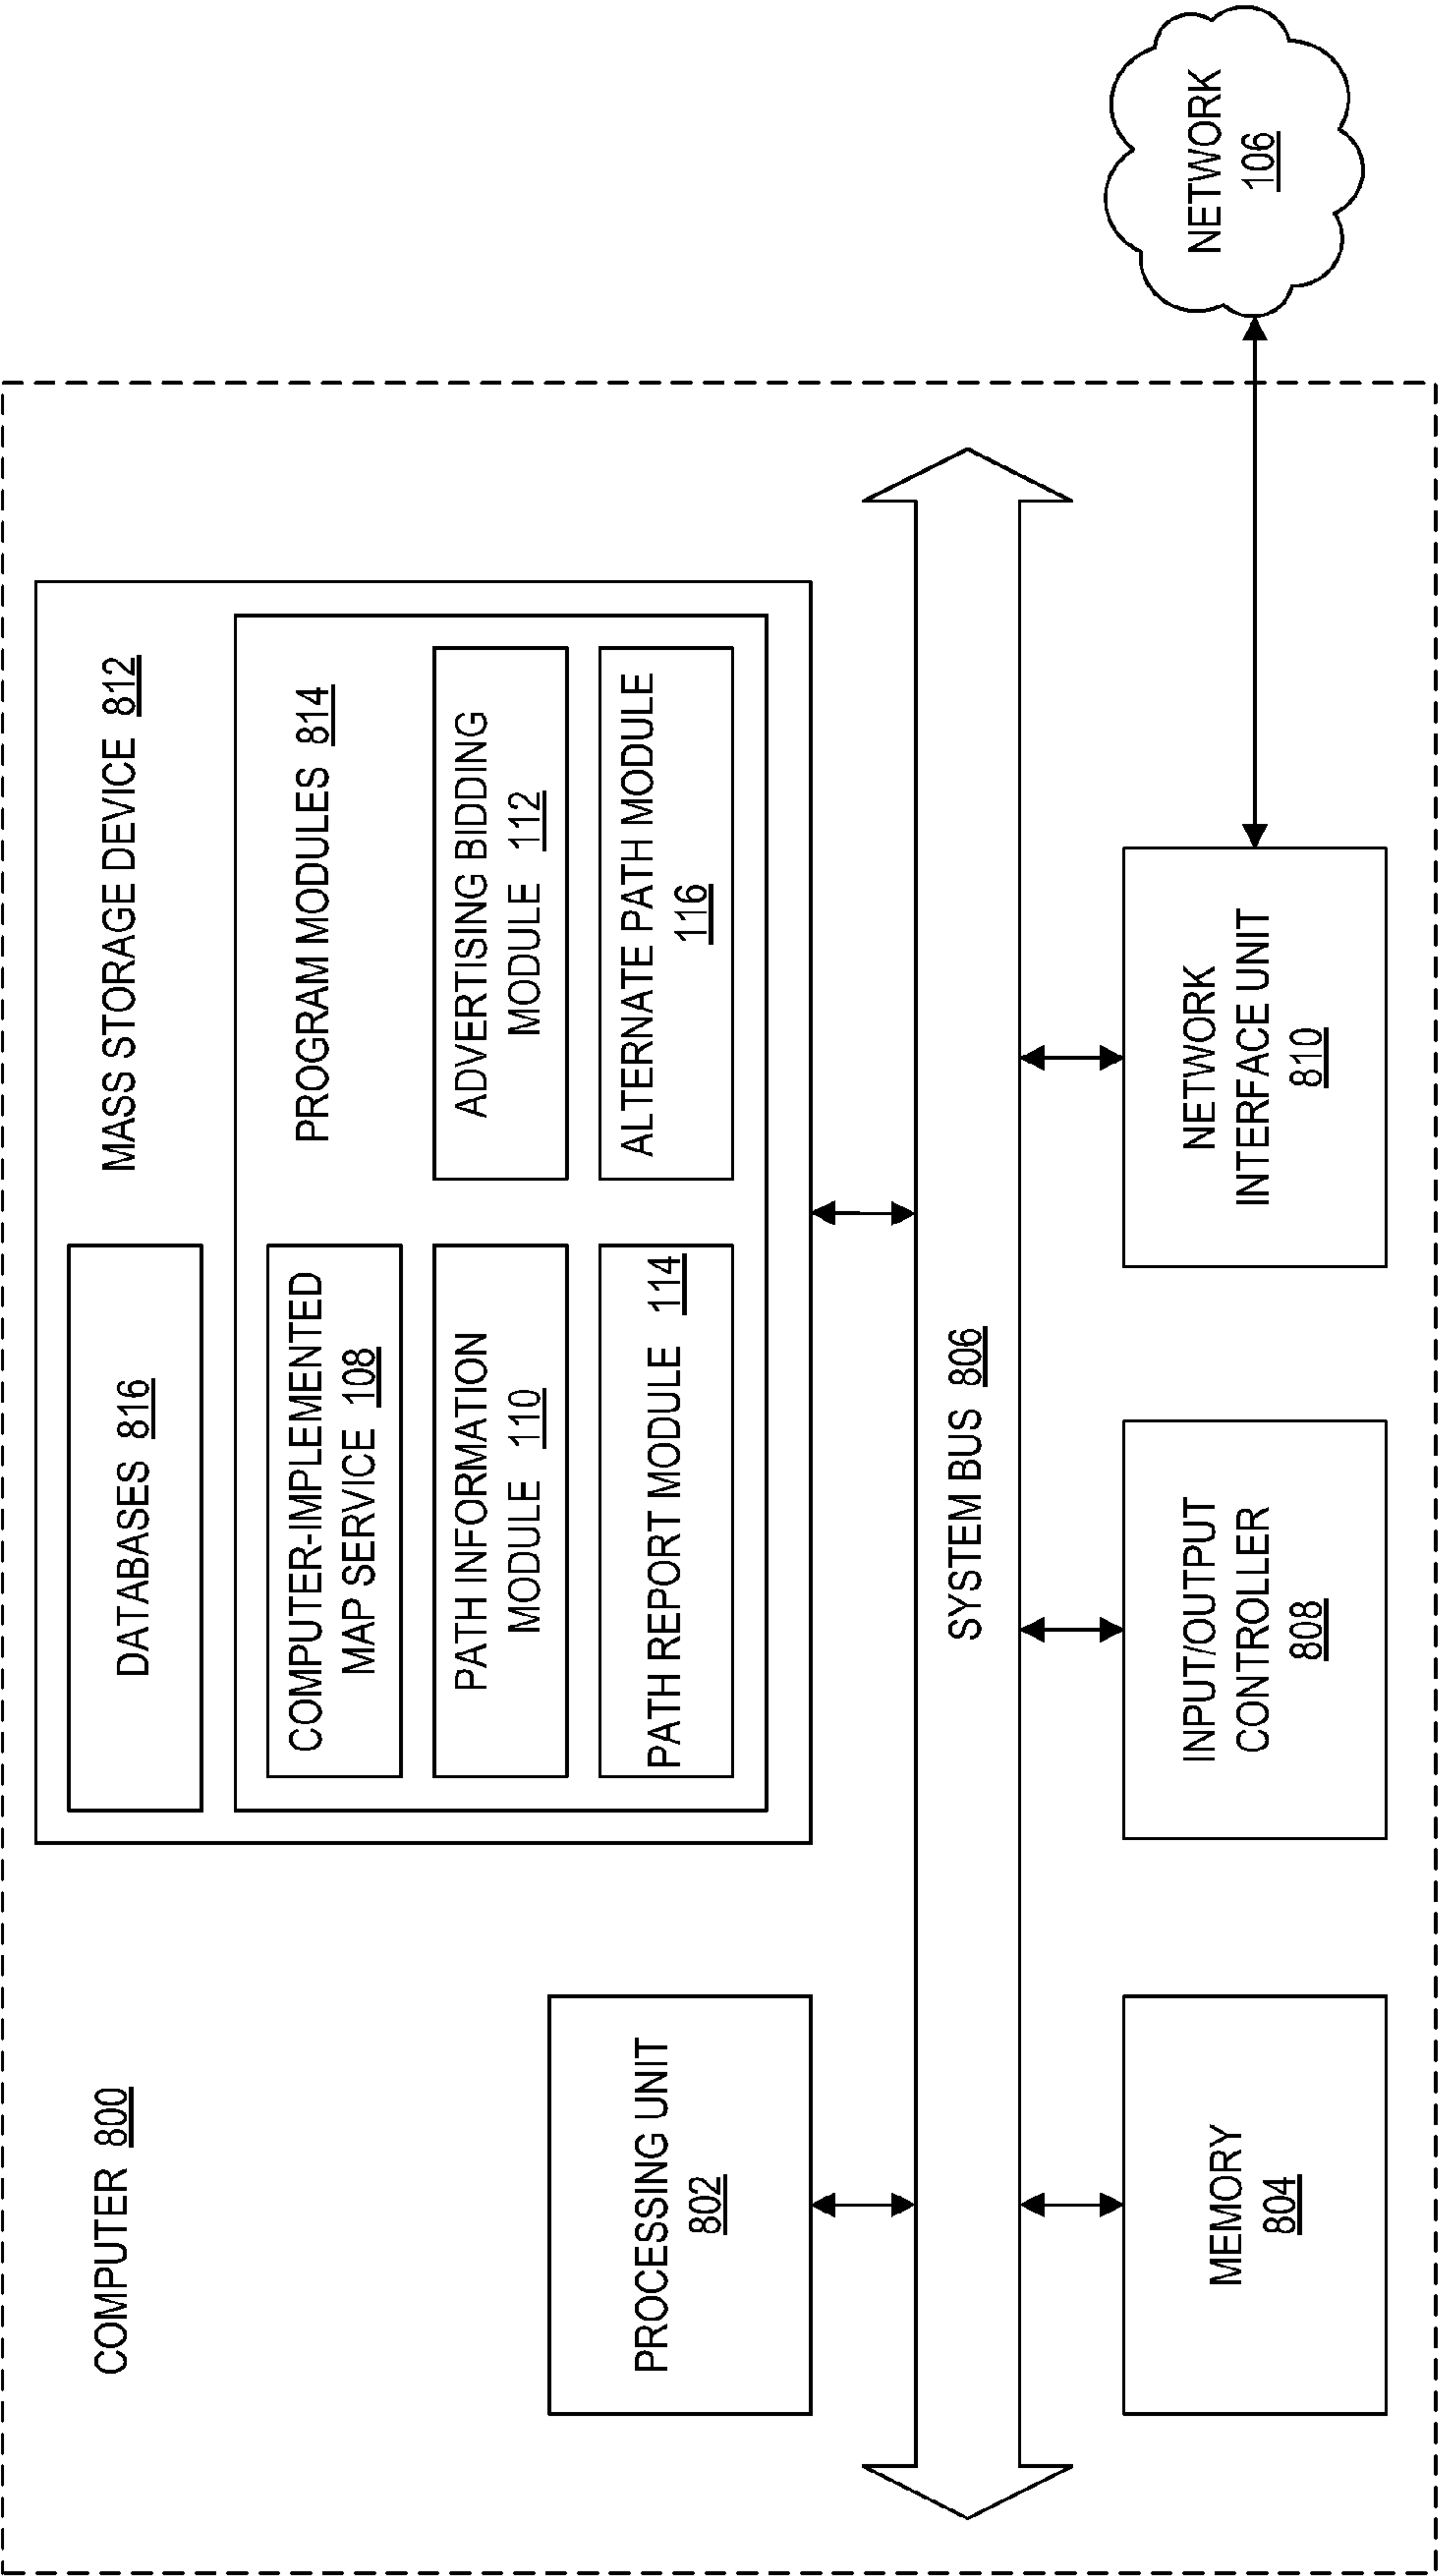 COMPUTER 800
MASS STORAGE DEVICE 812
DATABASES 816
PROGRAM MODULES 814
COMPUTER-IMPLEMENTED
MAP SERVICE 108
PATH INFORMATION
MODULE 110
ADVERTISING BIDDING
MODULE 112
PATH REPORT MODULE 114
ALTERNATE PATH MODULE
116
PROCESSING UNIT
802
SYSTEM BUS 806
MEMORY
804
INPUT/OUTPUT
CONTROLLER
808
NETWORK
INTERFACE UNIT
810
NETWORK
106